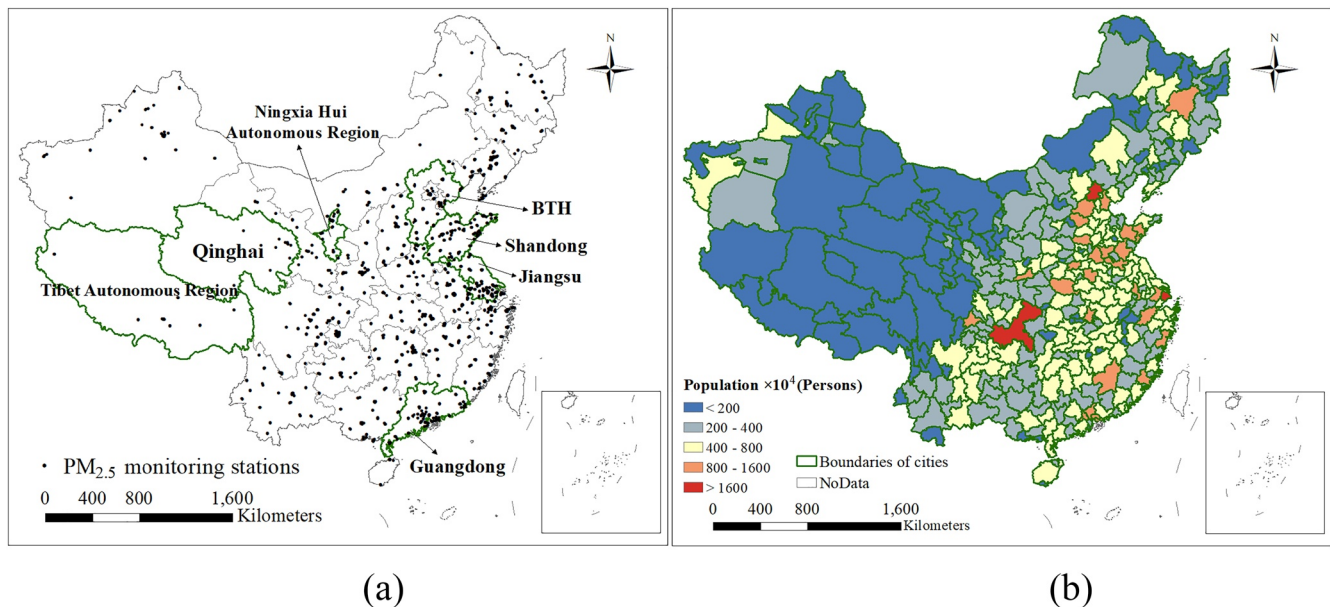 N
Ningxia Hui
Autonomous Region
BTH
Shandong
Qinghai
Jiangsu
Tibet Autonomous Region
Guangdong
PM2.5 monitoring stations
0 400 800 1,600
Kilometers
(a)
N
Population ×10⁴(Persons)
< 200
200 - 400
400 - 800
800 - 1600
> 1600
Boundaries of cities
NoData
0 400 800 1,600
Kilometers
(b)